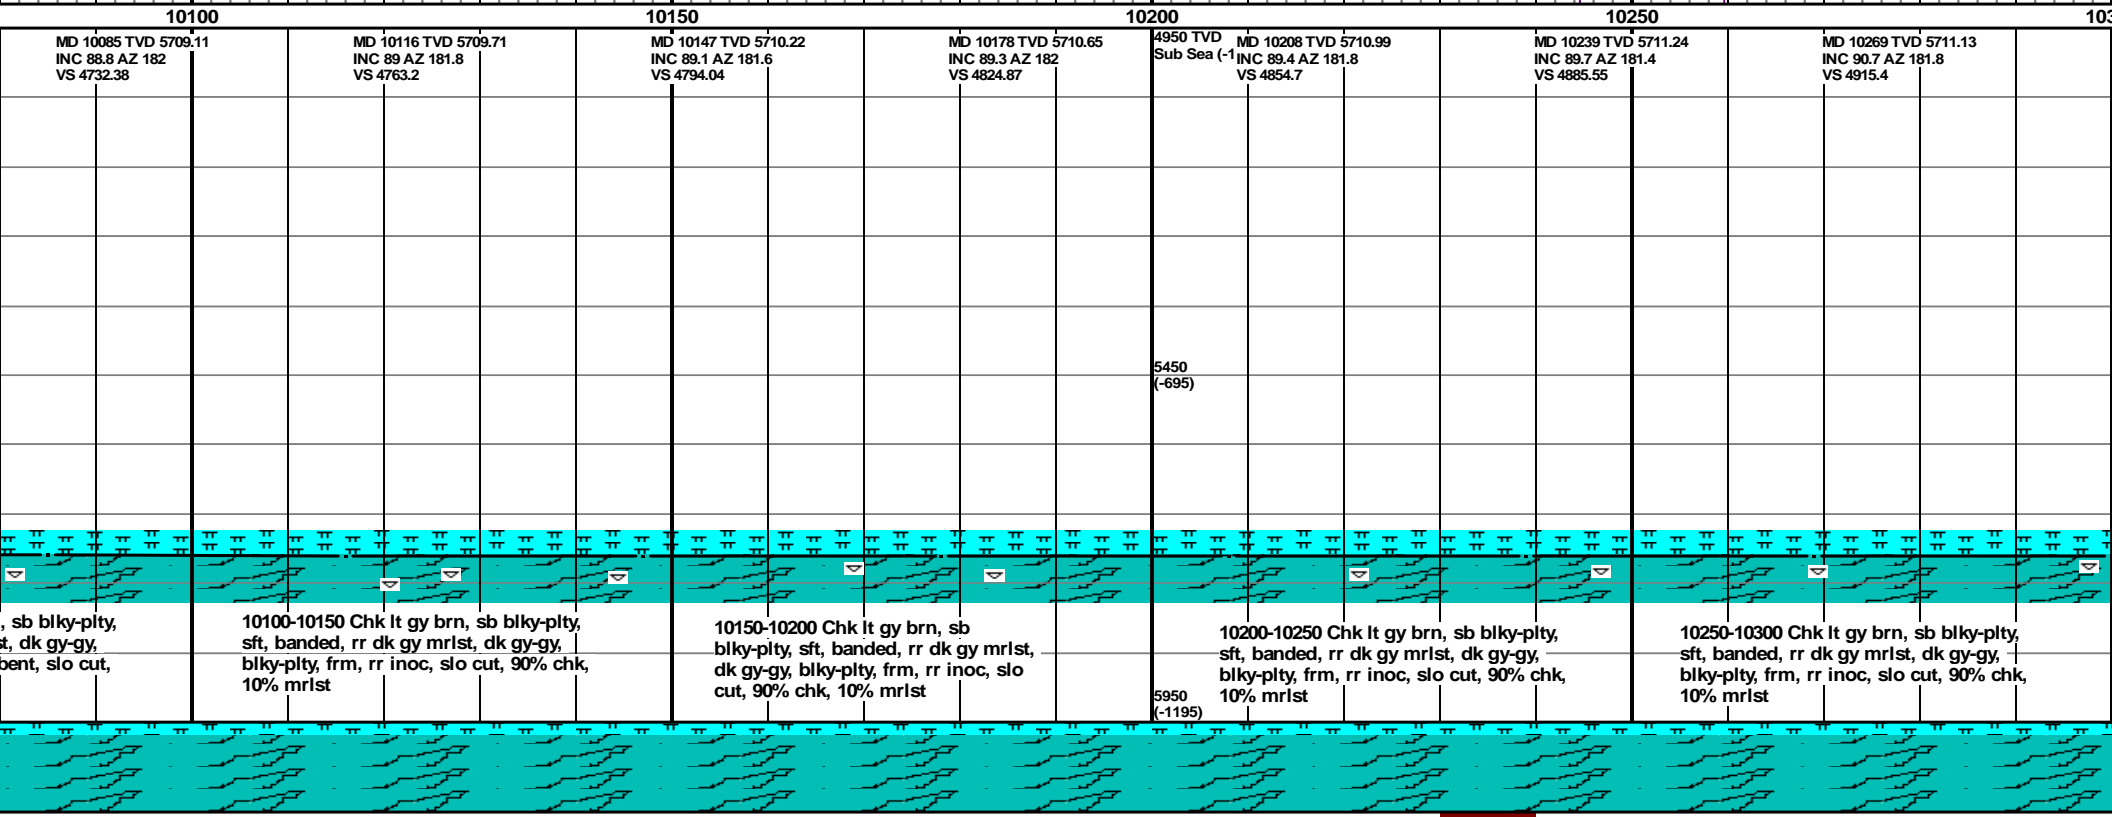 10100 10150 10200 10250 103
MD 10085 TVD 5709.11
INC 88.8 AZ 182
VS 4732.38
MD 10116 TVD 5709.71
INC 89 AZ 181.8
VS 4763.2
MD 10147 TVD 5710.22
INC 89.1 AZ 181.6
VS 4794.04
MD 10178 TVD 5710.65
INC 89.3 AZ 182
VS 4824.87
4950 TVD
Sub Sea (-1
MD 10208 TVD 5710.99
INC 89.4 AZ 181.8
VS 4854.7
MD 10239 TVD 5711.24
INC 89.7 AZ 181.4
VS 4885.55
MD 10269 TVD 5711.13
INC 90.7 AZ 181.8
VS 4915.4
5450
(-695)
, sb blky-plty,
st, dk gy-gy,
bent, slo cut,
10100-10150 Chk lt gy brn, sb blky-plty,
sft, banded, rr dk gy mrlst, dk gy-gy,
blky-plty, frm, rr inoc, slo cut, 90% chk,
10% mrlst
10150-10200 Chk lt gy brn, sb
blky-plty, sft, banded, rr dk gy mrlst,
dk gy-gy, blky-plty, frm, rr inoc, slo
cut, 90% chk, 10% mrlst
5950
(-1195)
10200-10250 Chk lt gy brn, sb blky-plty,
sft, banded, rr dk gy mrlst, dk gy-gy,
blky-plty, frm, rr inoc, slo cut, 90% chk,
10% mrlst
10250-10300 Chk lt gy brn, sb blky-plty,
sft, banded, rr dk gy mrlst, dk gy-gy,
blky-plty, frm, rr inoc, slo cut, 90% chk,
10% mrlst